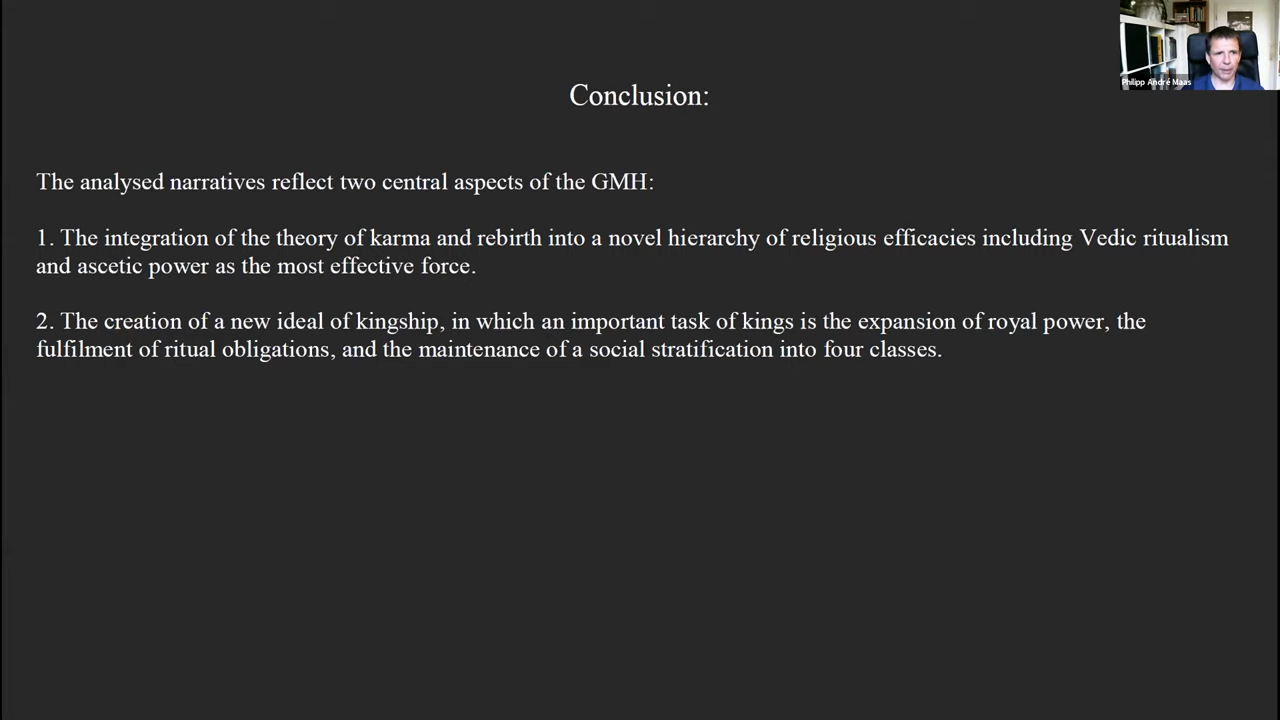 Philipp André Maas
Conclusion:
The analysed narratives reflect two central aspects of the GMH:
1. The integration of the theory of karma and rebirth into a novel hierarchy of religious efficacies including Vedic ritualism
and ascetic power as the most effective force.
2. The creation of a new ideal of kingship, in which an important task of kings is the expansion of royal power, the
fulfilment of ritual obligations, and the maintenance of a social stratification into four classes.